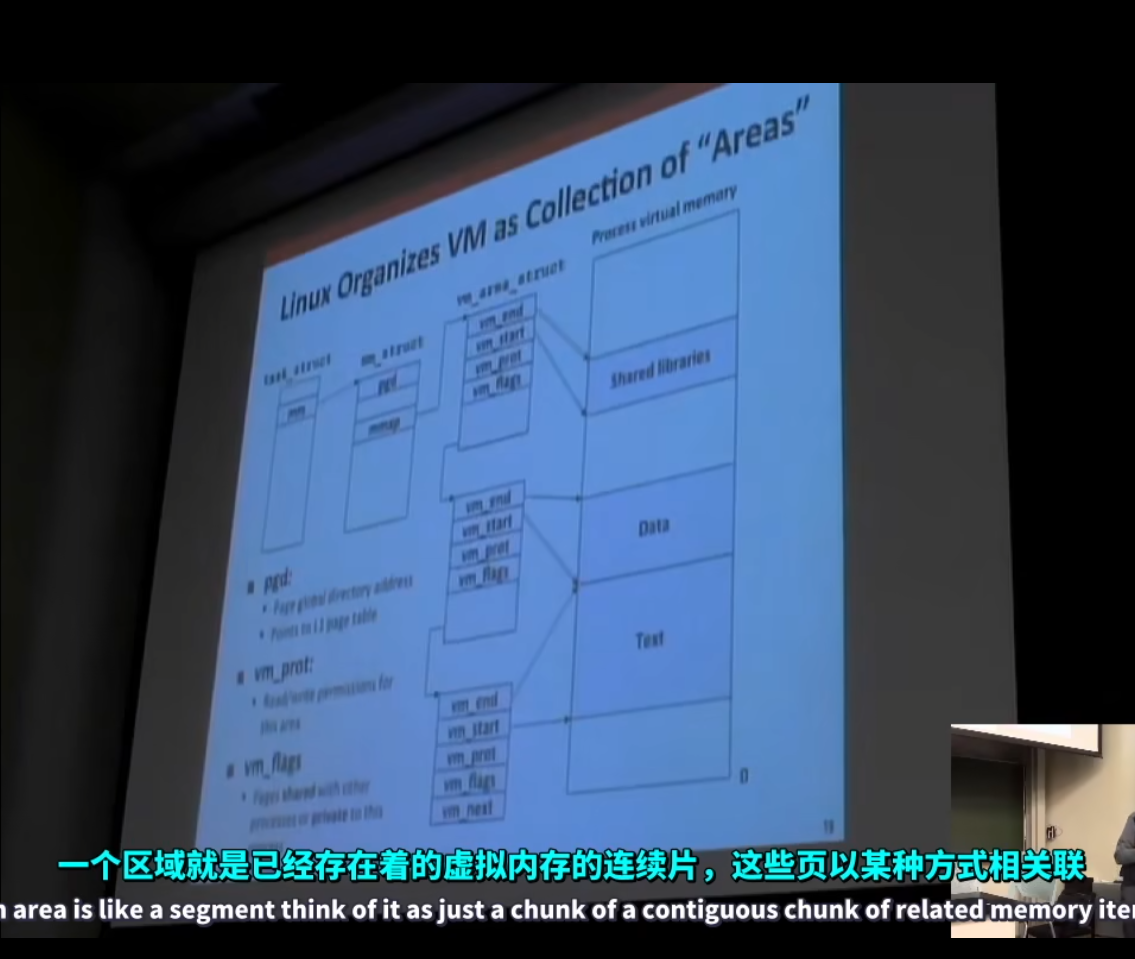 Linux Organizes VM as Collection of “Areas”
Process virtual memory
vm_area_struct
task_struct
mm_struct
mm
pgd
mmap
vm_end
vm_start
vm_prot
vm_flags
Shared libraries
vm_end
vm_start
vm_prot
vm_flags
Data
Text
vm_end
vm_start
vm_prot
vm_flags
vm_next
0
pgd:
Page global directory address
Points to L1 page table
vm_prot:
Read/write permissions for
this area
vm_flags
Pages shared with other
processes or private to this
一个区域就是已经存在着的虚拟内存的连续片，这些页以某种方式相关联
area is like a segment think of it as just a chunk of a contiguous chunk of related memory